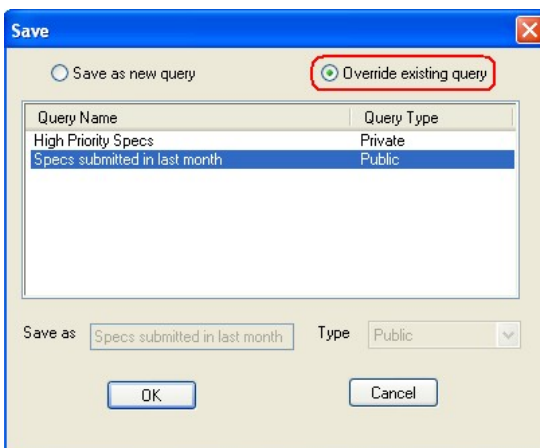 Save
Save as new query Override existing query
Query Name Query Type
High Priority Specs Private
Specs submitted in last month Public
Save as Specs submitted in last month Type Public
OK Cancel